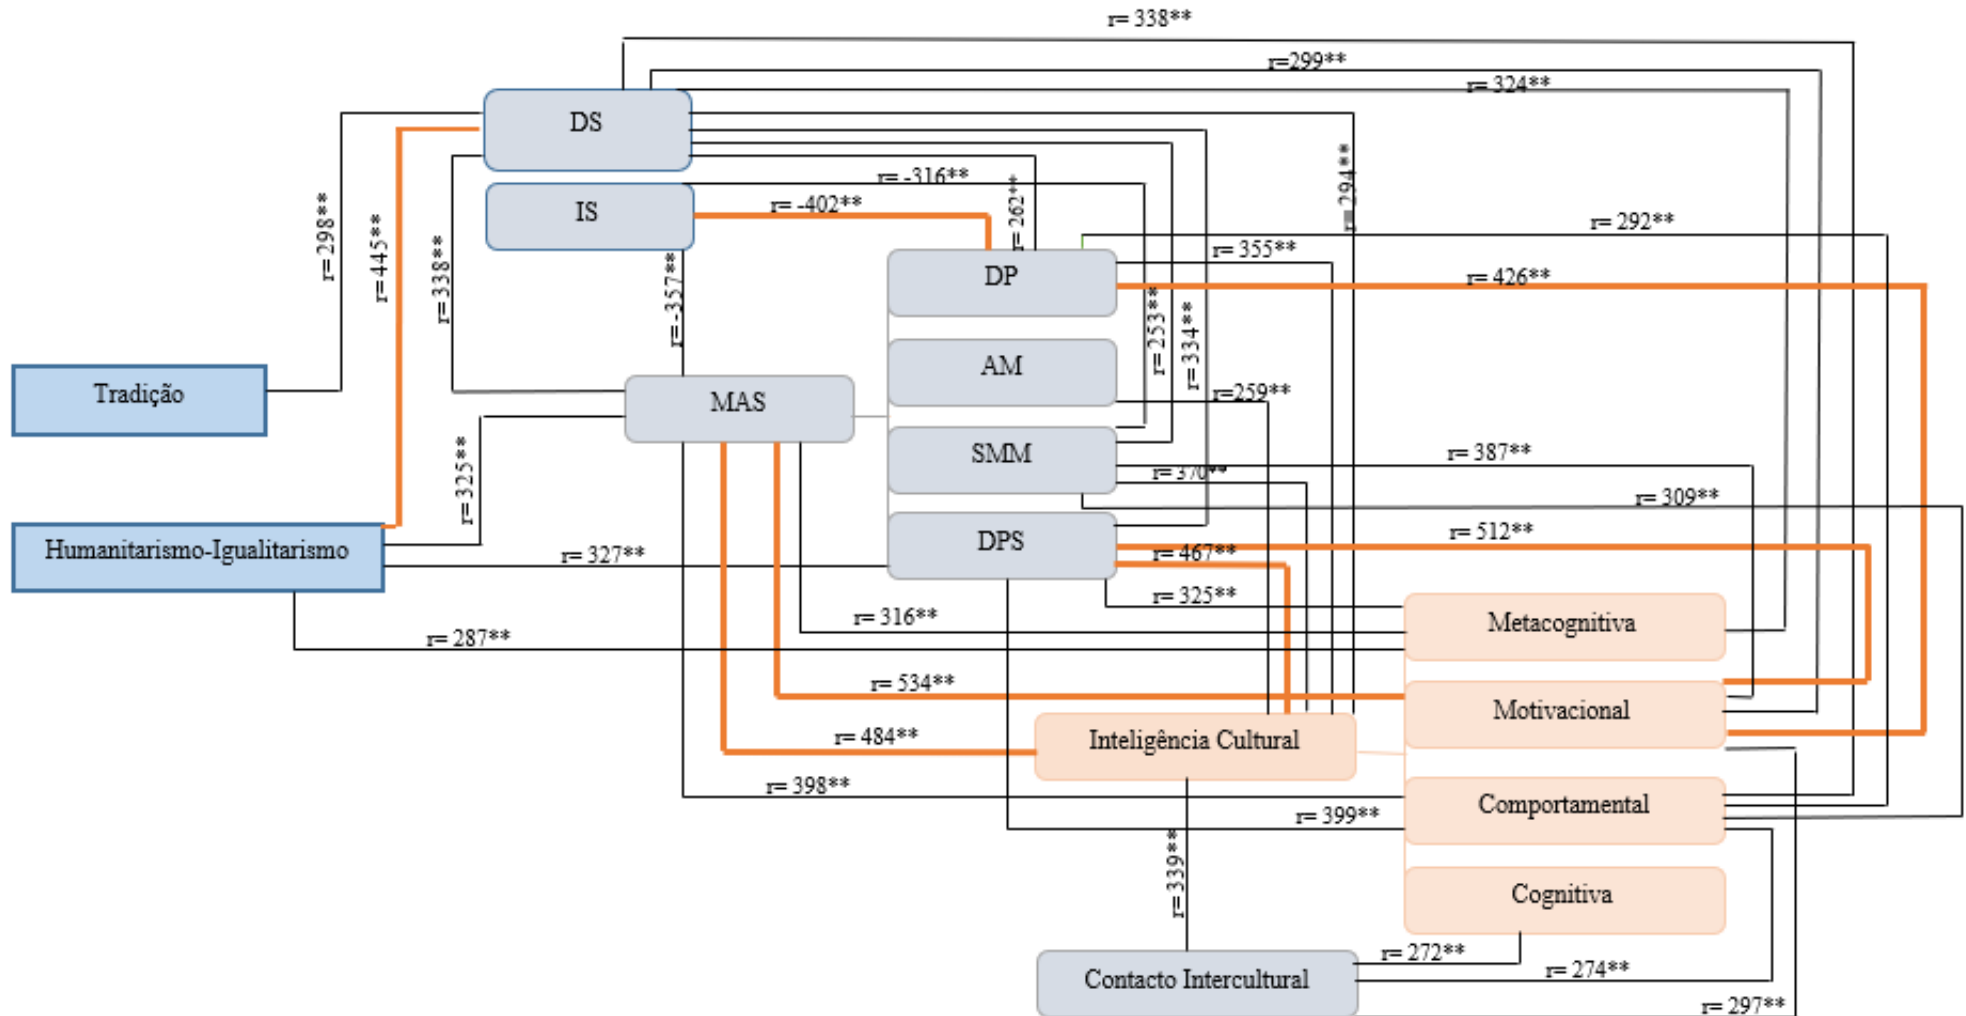 r= 338**
r=299**
r= 324**
DS
r= -316**
r= 294**
IS
r= -402**
r= 262**
r= 292**
r= 298**
r= 445**
r= 338**
r=-357**
r= 355**
DP
r= 426**
r=253**
r= 334**
AM
Tradição
MAS
r=259**
r= 325**
SMM
r= 387**
r= 370**
r= 309**
Humanitarismo-Igualitarismo
r= 327**
DPS
r= 467**
r= 512**
r= 325**
r= 316**
Metacognitiva
r= 287**
r= 534**
Motivacional
r= 484**
Inteligência Cultural
r= 398**
Comportamental
r= 399**
r= 339**
Cognitiva
r= 272**
r= 274**
Contacto Intercultural
r= 297**